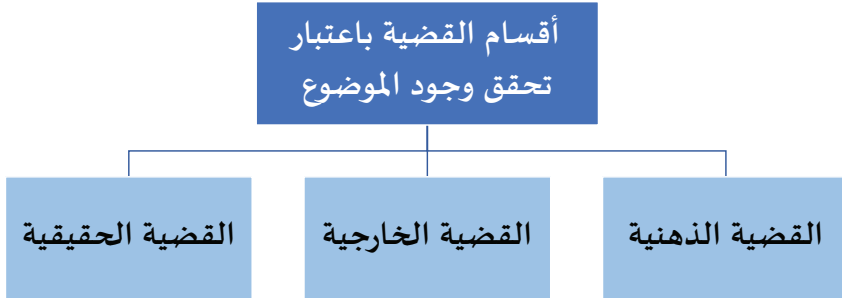 أقسام القضية باعتبار
تحقق وجود الموضوع
القضية الذهنية
القضية الخارجية
القضية الحقيقية